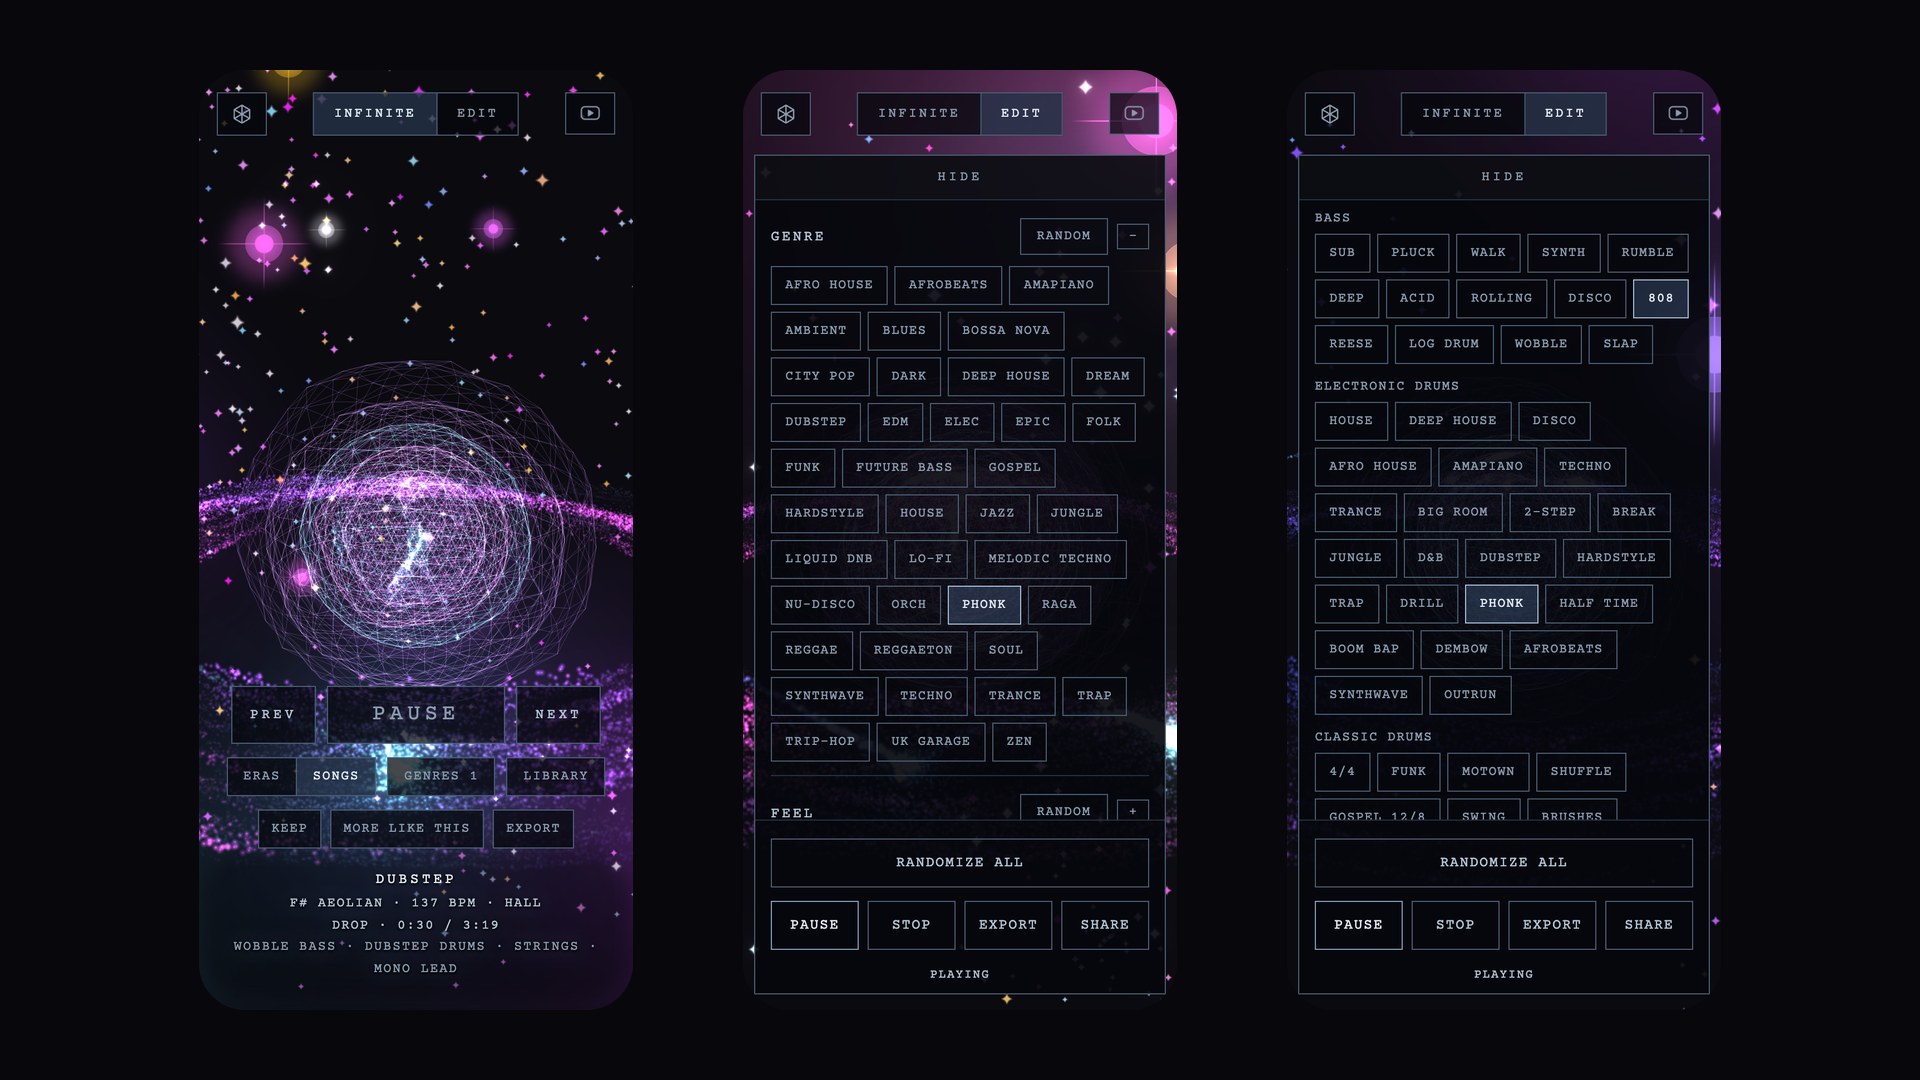 INFINITE EDIT
PREV PAUSE NEXT
ERAS SONGS GENRES 1 LIBRARY
KEEP MORE LIKE THIS EXPORT
DUBSTEP
F# AEOLIAN · 137 BPM · HALL
DROP · 0:30 / 3:19
WOBBLE BASS · DUBSTEP DRUMS · STRINGS ·
MONO LEAD
INFINITE EDIT
HIDE
GENRE RANDOM −
AFRO HOUSE AFROBEATS AMAPIANO
AMBIENT BLUES BOSSA NOVA
CITY POP DARK DEEP HOUSE DREAM
DUBSTEP EDM ELEC EPIC FOLK
FUNK FUTURE BASS GOSPEL
HARDSTYLE HOUSE JAZZ JUNGLE
LIQUID DNB LO-FI MELODIC TECHNO
NU-DISCO ORCH PHONK RAGA
REGGAE REGGAETON SOUL
SYNTHWAVE TECHNO TRANCE TRAP
TRIP-HOP UK GARAGE ZEN
FEEL RANDOM +
RANDOMIZE ALL
PAUSE STOP EXPORT SHARE
PLAYING
INFINITE EDIT
HIDE
BASS
SUB PLUCK WALK SYNTH RUMBLE
DEEP ACID ROLLING DISCO 808
REESE LOG DRUM WOBBLE SLAP
ELECTRONIC DRUMS
HOUSE DEEP HOUSE DISCO
AFRO HOUSE AMAPIANO TECHNO
TRANCE BIG ROOM 2-STEP BREAK
JUNGLE D&B DUBSTEP HARDSTYLE
TRAP DRILL PHONK HALF TIME
BOOM BAP DEMBOW AFROBEATS
SYNTHWAVE OUTRUN
CLASSIC DRUMS
4/4 FUNK MOTOWN SHUFFLE
GOSPEL 12/8 SWING BRUSHES
RANDOMIZE ALL
PAUSE STOP EXPORT SHARE
PLAYING